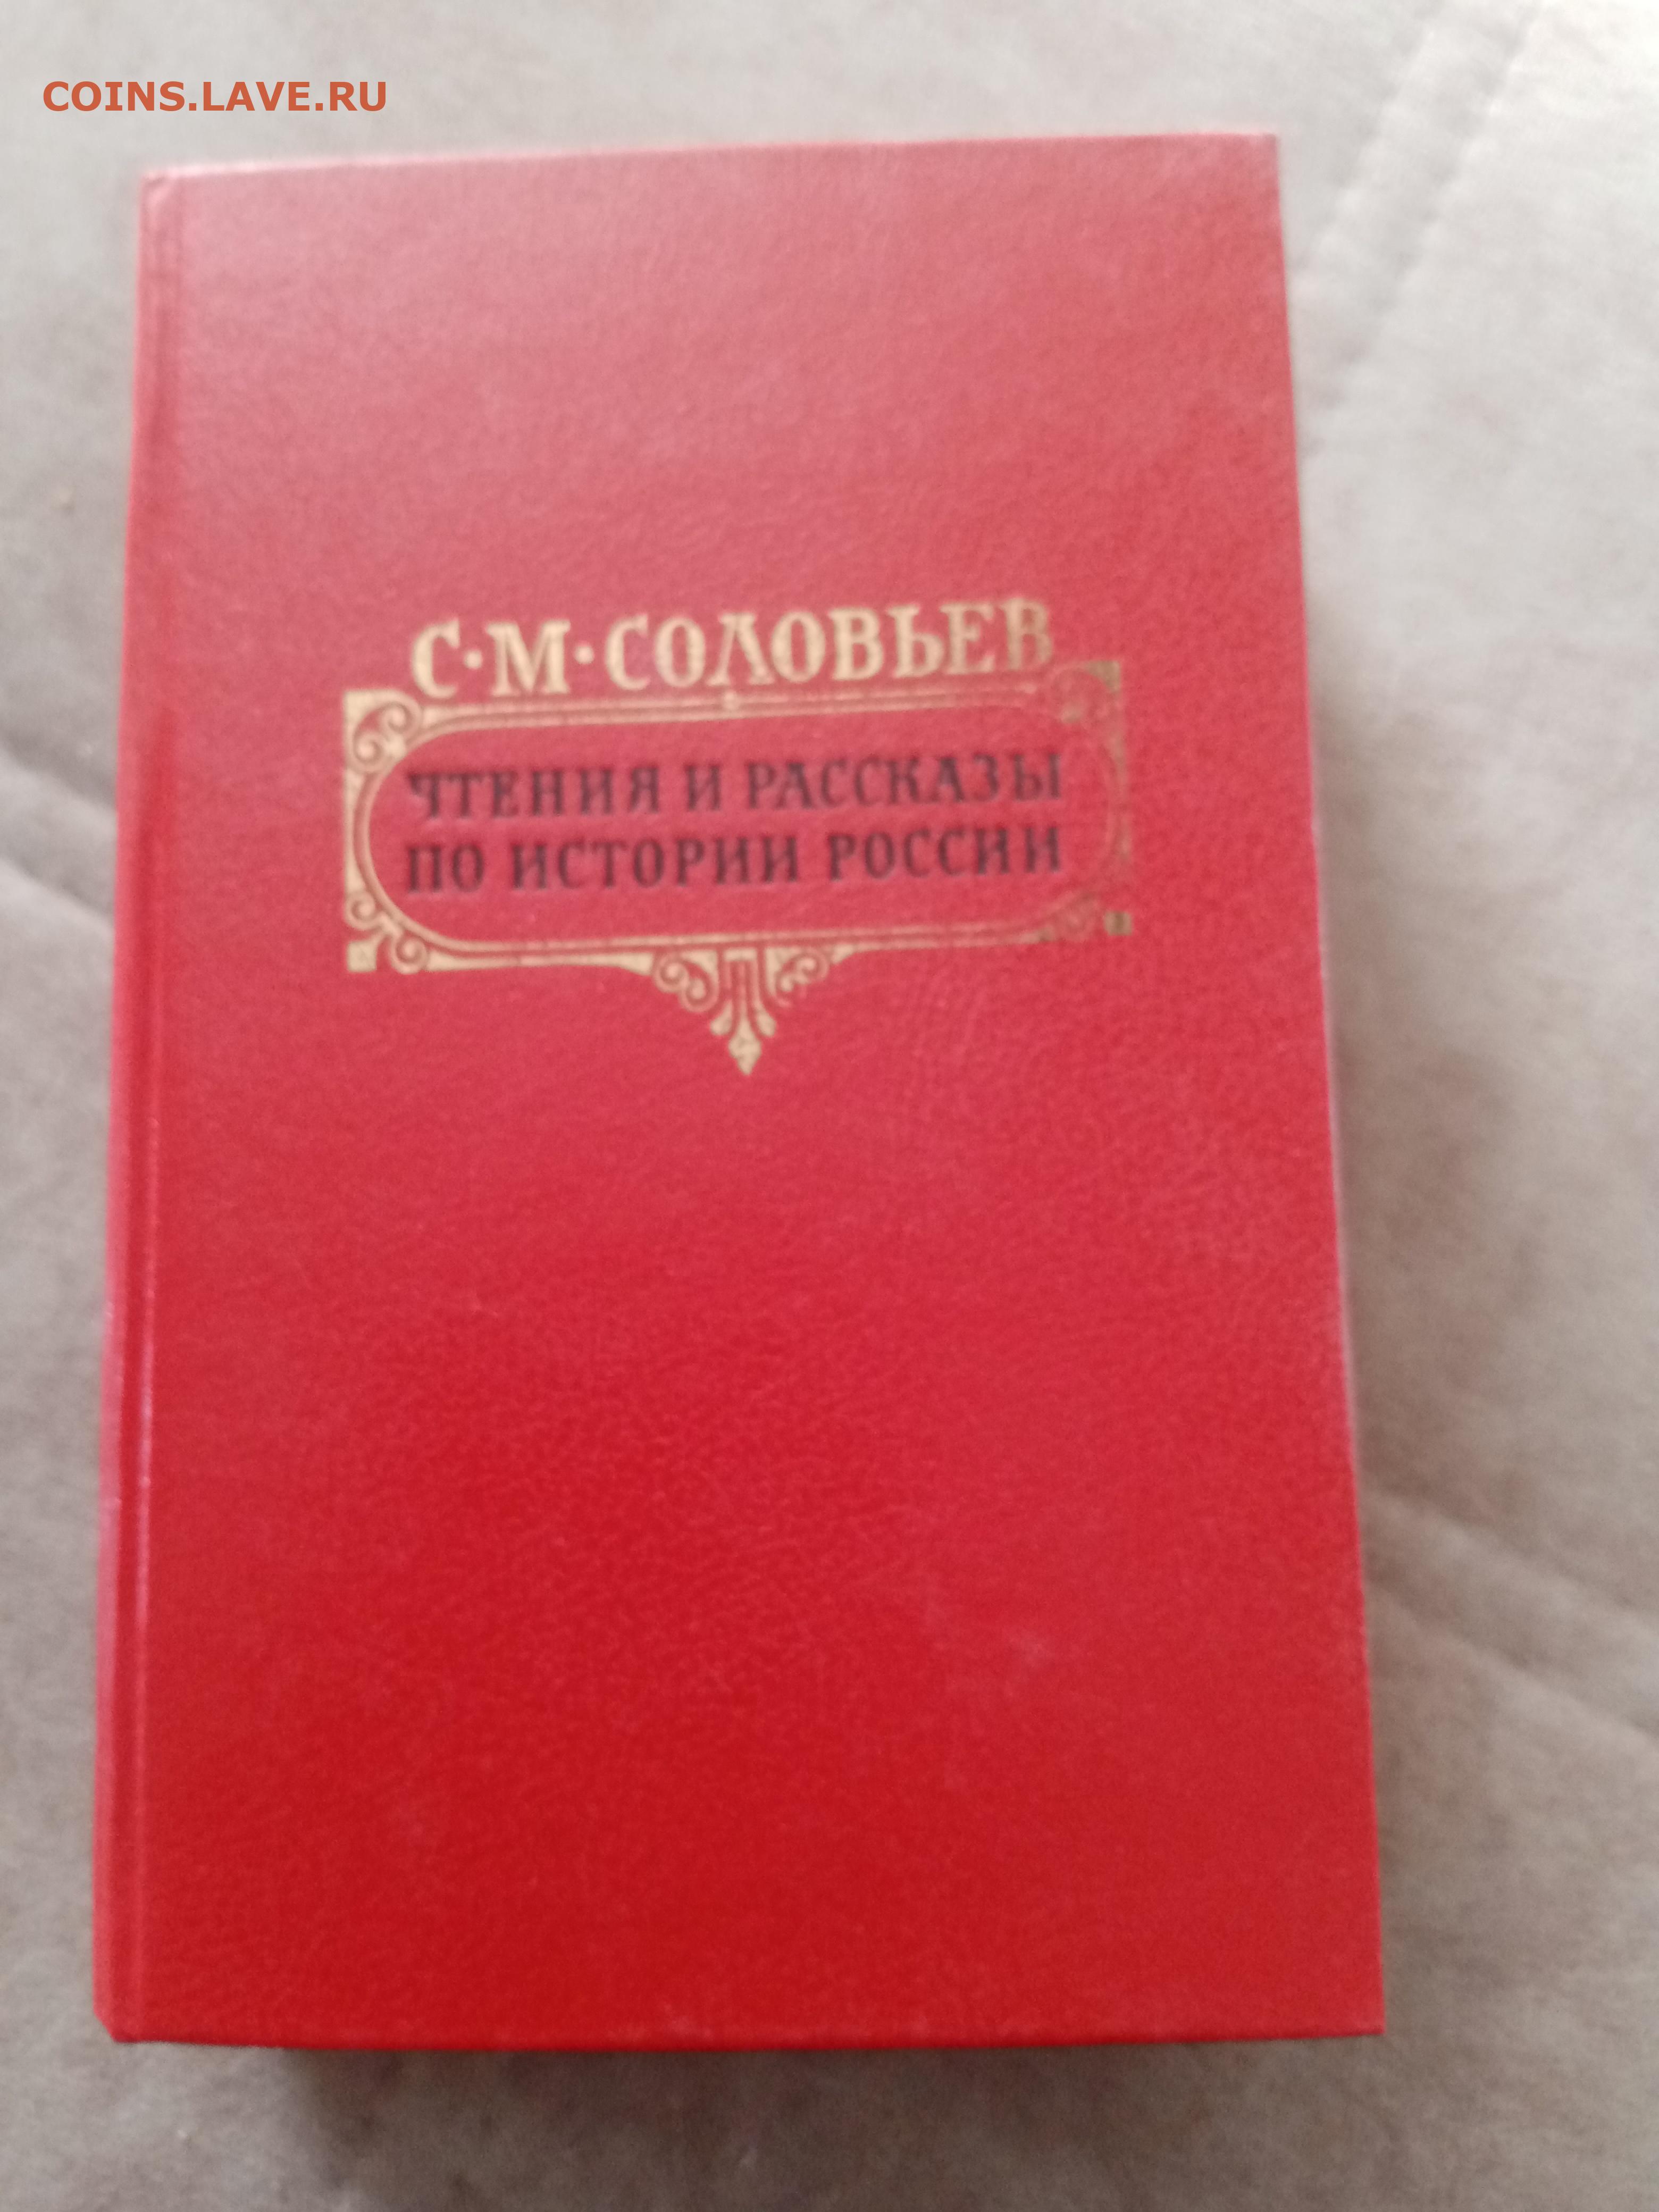 COINS.LAVE.RU
С·М·СОЛОВЬЕВ
ЧТЕНИЯ И РАССКАЗЫ
ПО ИСТОРИИ РОССИИ